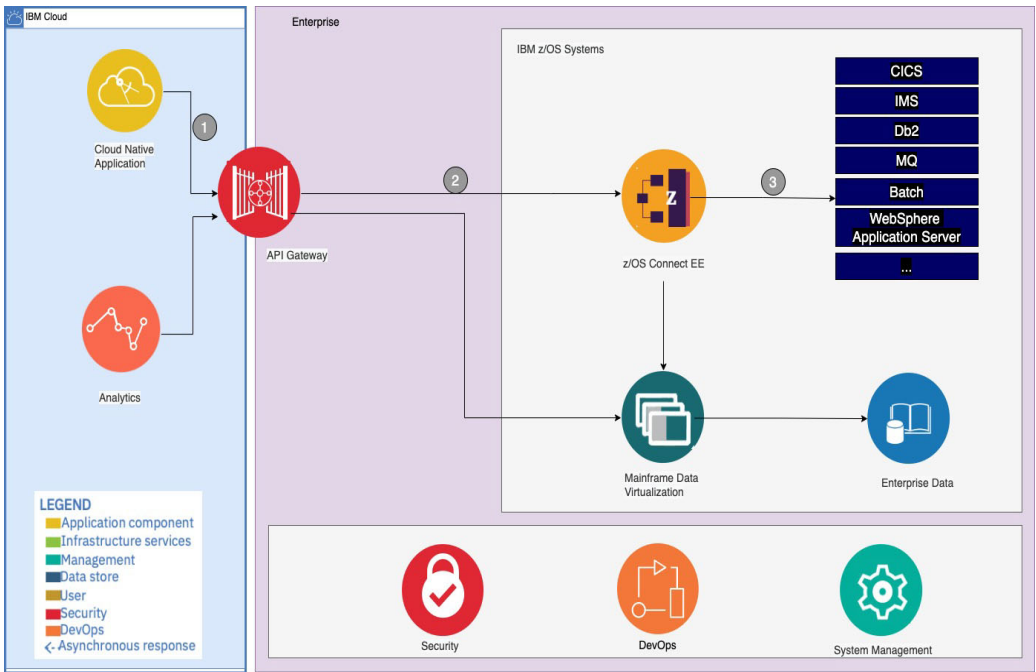 IBM Cloud
Enterprise
IBM z/OS Systems
Cloud Native
Application
1
API Gateway
2
z
z/OS Connect EE
3
CICS
IMS
Db2
MQ
Batch
WebSphere
Application Server
...
Analytics
Mainframe Data
Virtualization
Enterprise Data
LEGEND
Application component
Infrastructure services
Management
Data store
User
Security
DevOps
Asynchronous response
Security
DevOps
System Management